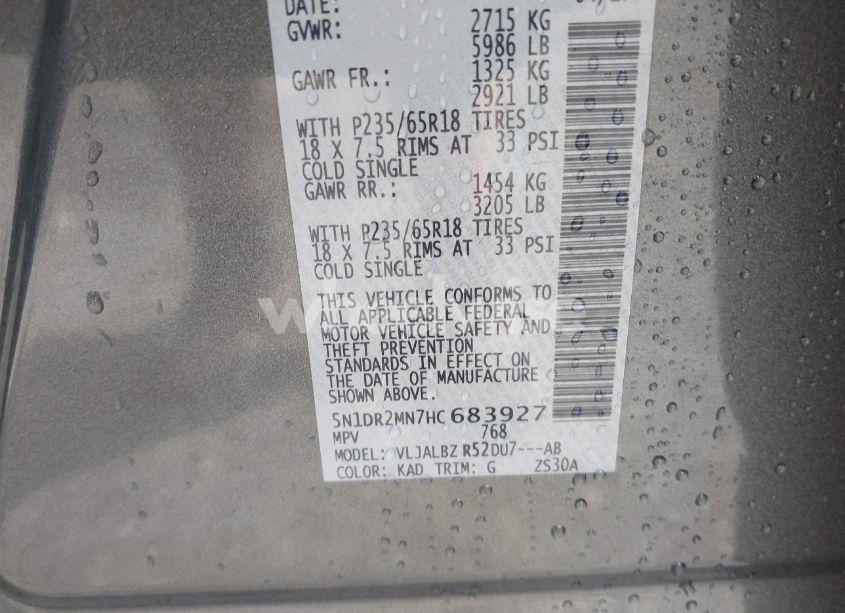 DATE:
GVWR: 2715 KG
5986 LB
GAWR FR.: 1325 KG
2921 LB
WITH P235/65R18 TIRES
18 X 7.5 RIMS AT 33 PSI
COLD SINGLE
GAWR RR.: 1454 KG
3205 LB
WITH P235/65R18 TIRES
18 X 7.5 RIMS AT 33 PSI
COLD SINGLE
THIS VEHICLE CONFORMS TO
ALL APPLICABLE FEDERAL
MOTOR VEHICLE SAFETY AND
THEFT PREVENTION
STANDARDS IN EFFECT ON
THE DATE OF MANUFACTURE
SHOWN ABOVE.
5N1DR2MN7HC683927
MPV 768
MODEL: VLJALBZ R52DU7---AB
COLOR: KAD TRIM: G ZS30A